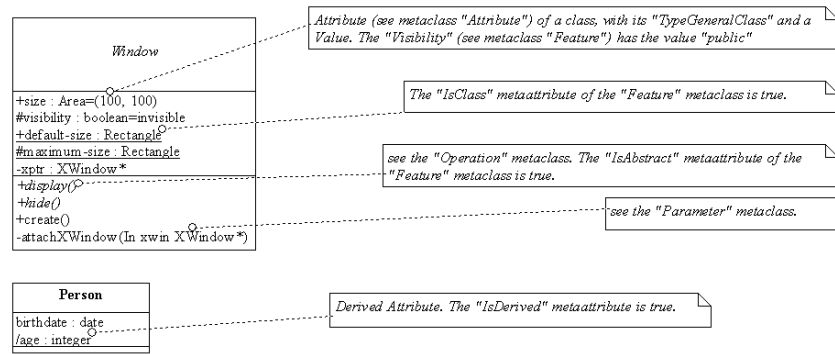 Window
+size : Area=(100, 100)
#visibility : boolean=invisible
+default-size : Rectangle
#maximum-size : Rectangle
-xptr : XWindow*
+display()
+hide()
+create()
-attachXWindow(In xwin XWindow*)
Attribute (see metaclass "Attribute") of a class, with its "TypeGeneralClass" and a
Value. The "Visibility" (see metaclass "Feature") has the value "public"
The "IsClass" metaattribute of the "Feature" metaclass is true.
see the "Operation" metaclass. The "IsAbstract" metaattribute of the
"Feature" metaclass is true.
see the "Parameter" metaclass.
Person
birthdate : date
/age : integer
Derived Attribute. The "IsDerived" metaattribute is true.